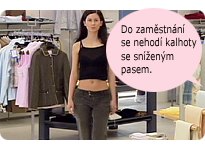 Do zaměstnání
se nehodí kalhoty
se sníženým
pasem.